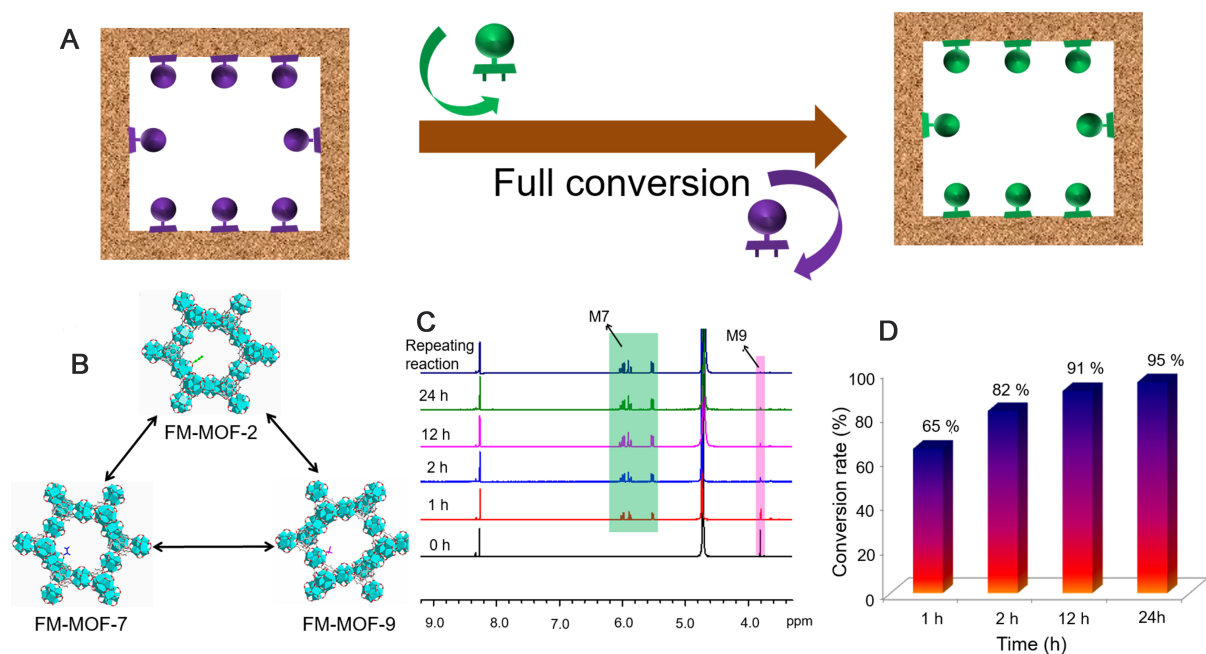 A
Full conversion
B
FM-MOF-2
FM-MOF-7
FM-MOF-9
C
M7
M9
Repeating
reaction
24 h
12 h
2 h
1 h
0 h
9.0 8.0 7.0 6.0 5.0 4.0 ppm
D
Conversion rate (%)
100
80
60
40
20
0
65 %
82 %
91 %
95 %
1 h 2 h 12 h 24h
Time (h)